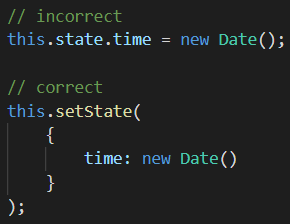 // incorrect
this.state.time = new Date();
// correct
this.setState(
{
time: new Date()
}
);